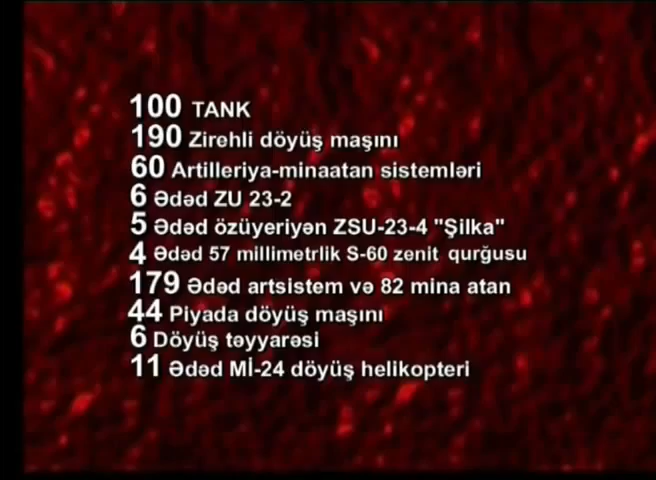 100 TANK
190 Zirehli döyüş maşını
60 Artilleriya-minaatan sistemləri
6 Ədəd ZU 23-2
5 Ədəd özüyeriyən ZSU-23-4 "Şilka"
4 Ədəd 57 millimetrlik S-60 zenit qurğusu
179 Ədəd artsistem və 82 mina atan
44 Piyada döyüş maşını
6 Döyüş təyyarəsi
11 Ədəd Mİ-24 döyüş helikopteri